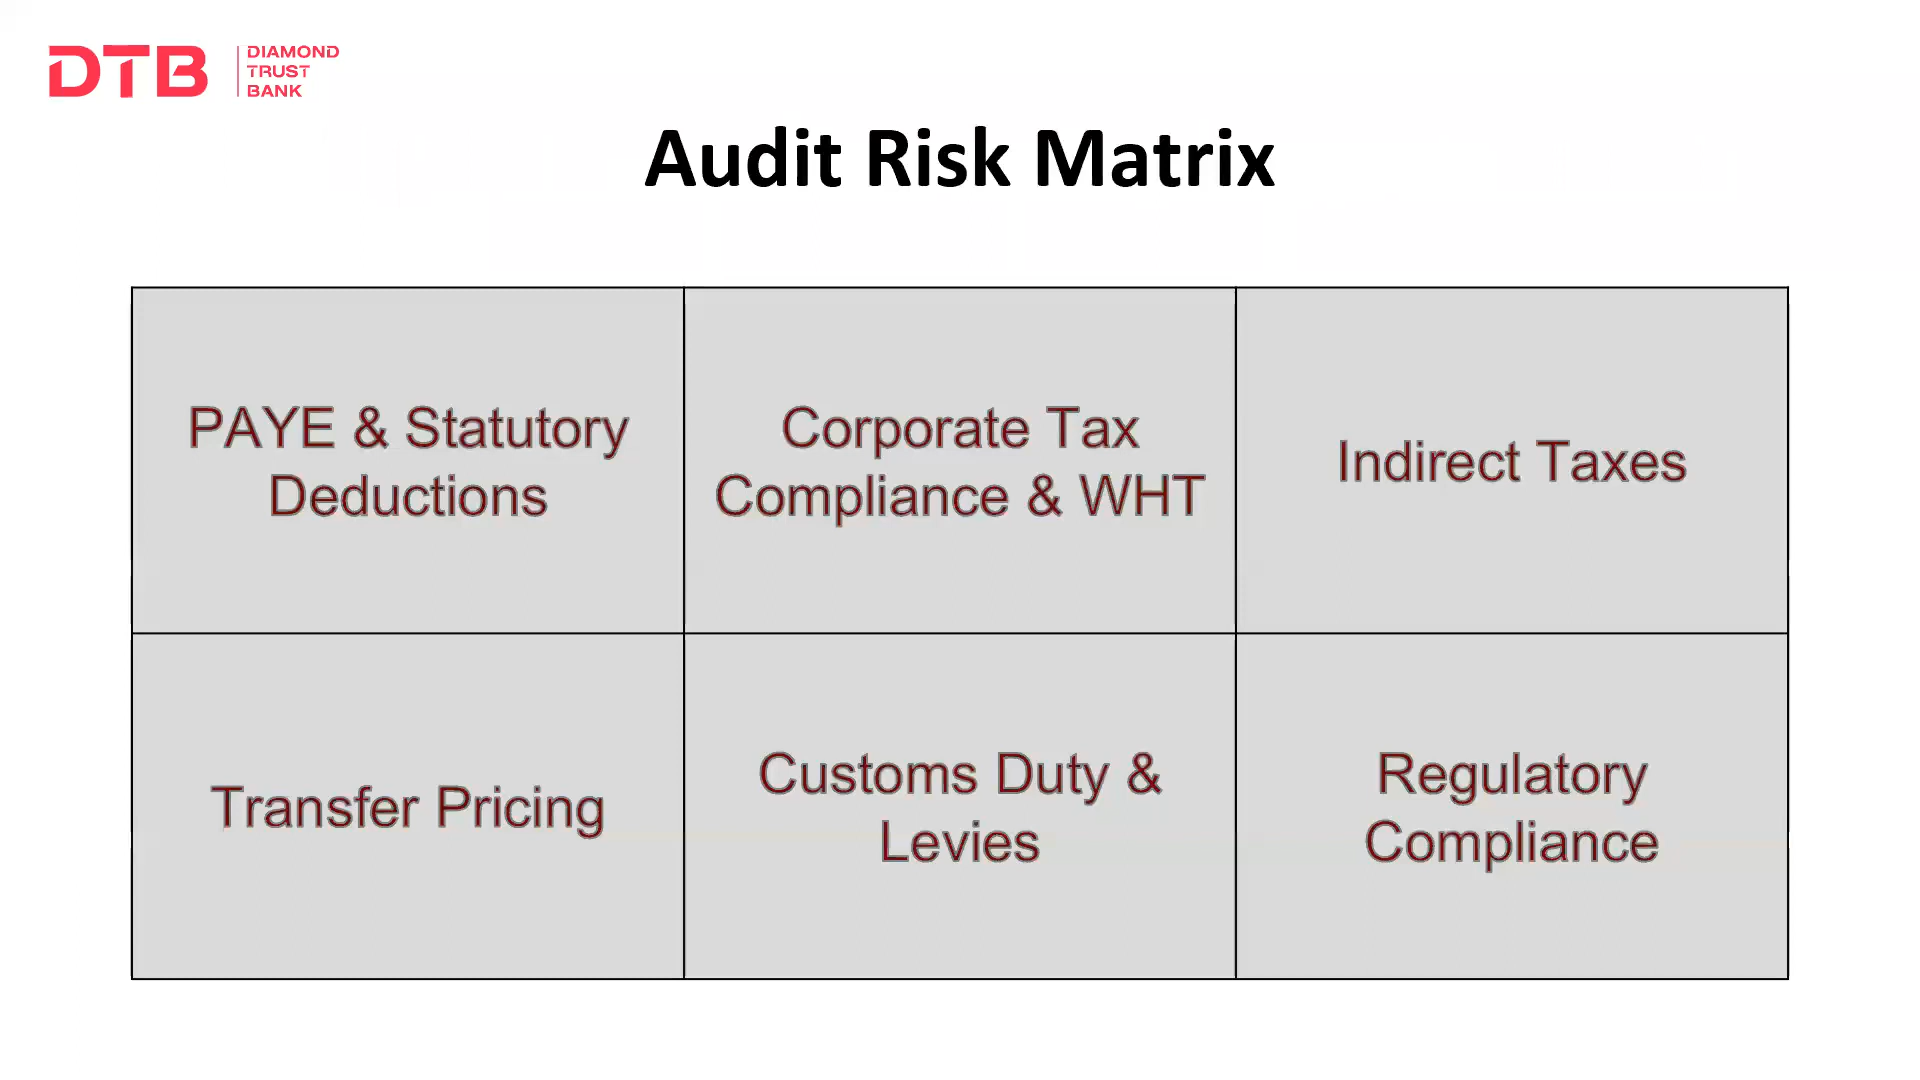 DTB
DIAMOND
TRUST
BANK
Audit Risk Matrix
PAYE & Statutory
Deductions
Corporate Tax
Compliance & WHT
Indirect Taxes
Transfer Pricing
Customs Duty &
Levies
Regulatory
Compliance